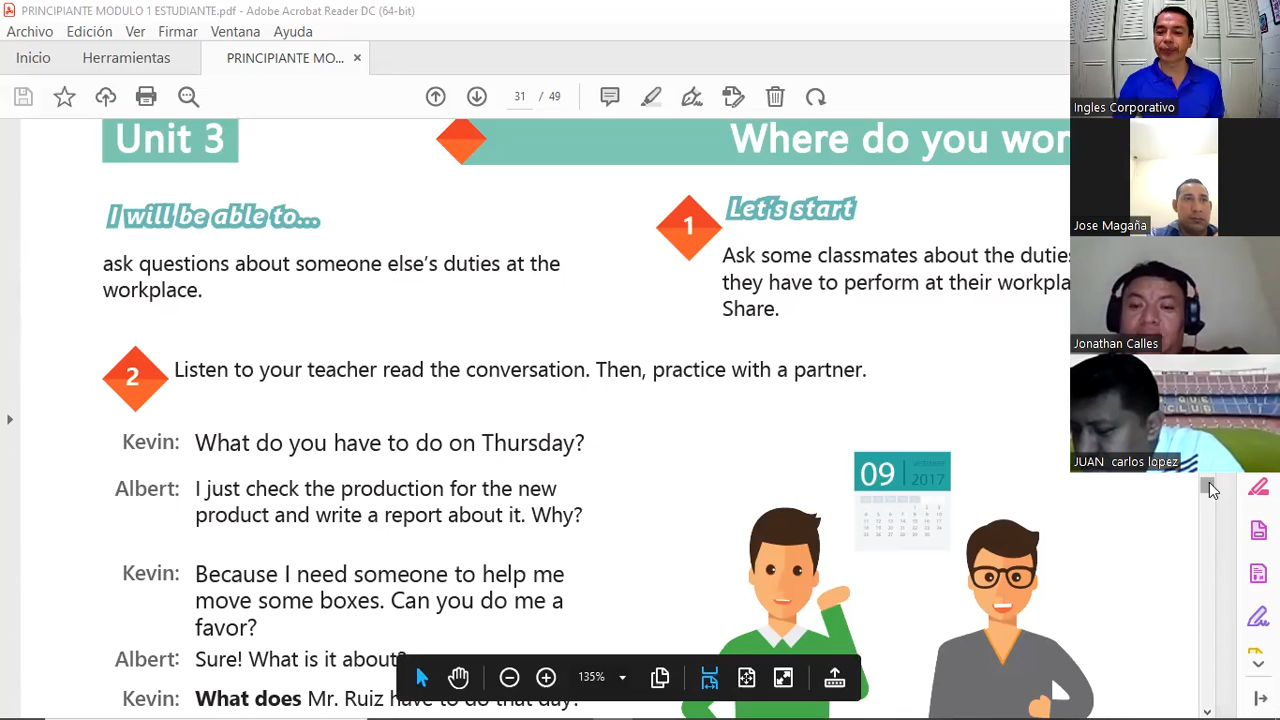 PRINCIPIANTE MODULO 1 ESTUDIANTE.pdf - Adobe Acrobat Reader DC (64-bit)
Archivo Edición Ver Firmar Ventana Ayuda
Inicio Herramientas PRINCIPIANTE MO... ×
31 / 49
Unit 3
Where do you wor
I will be able to...
ask questions about someone else's duties at the
workplace.
1
Let's start
Ask some classmates about the duties
they have to perform at their workpla
Share.
2
Listen to your teacher read the conversation. Then, practice with a partner.
Kevin: What do you have to do on Thursday?
Albert: I just check the production for the new
product and write a report about it. Why?
Kevin: Because I need someone to help me
move some boxes. Can you do me a
favor?
Albert: Sure! What is it about?
Kevin: What does Mr. Ruiz have to do that day?
09
2017
135%
Ingles Corporativo
Jose Magaña
Jonathan Calles
JUAN carlos lopez